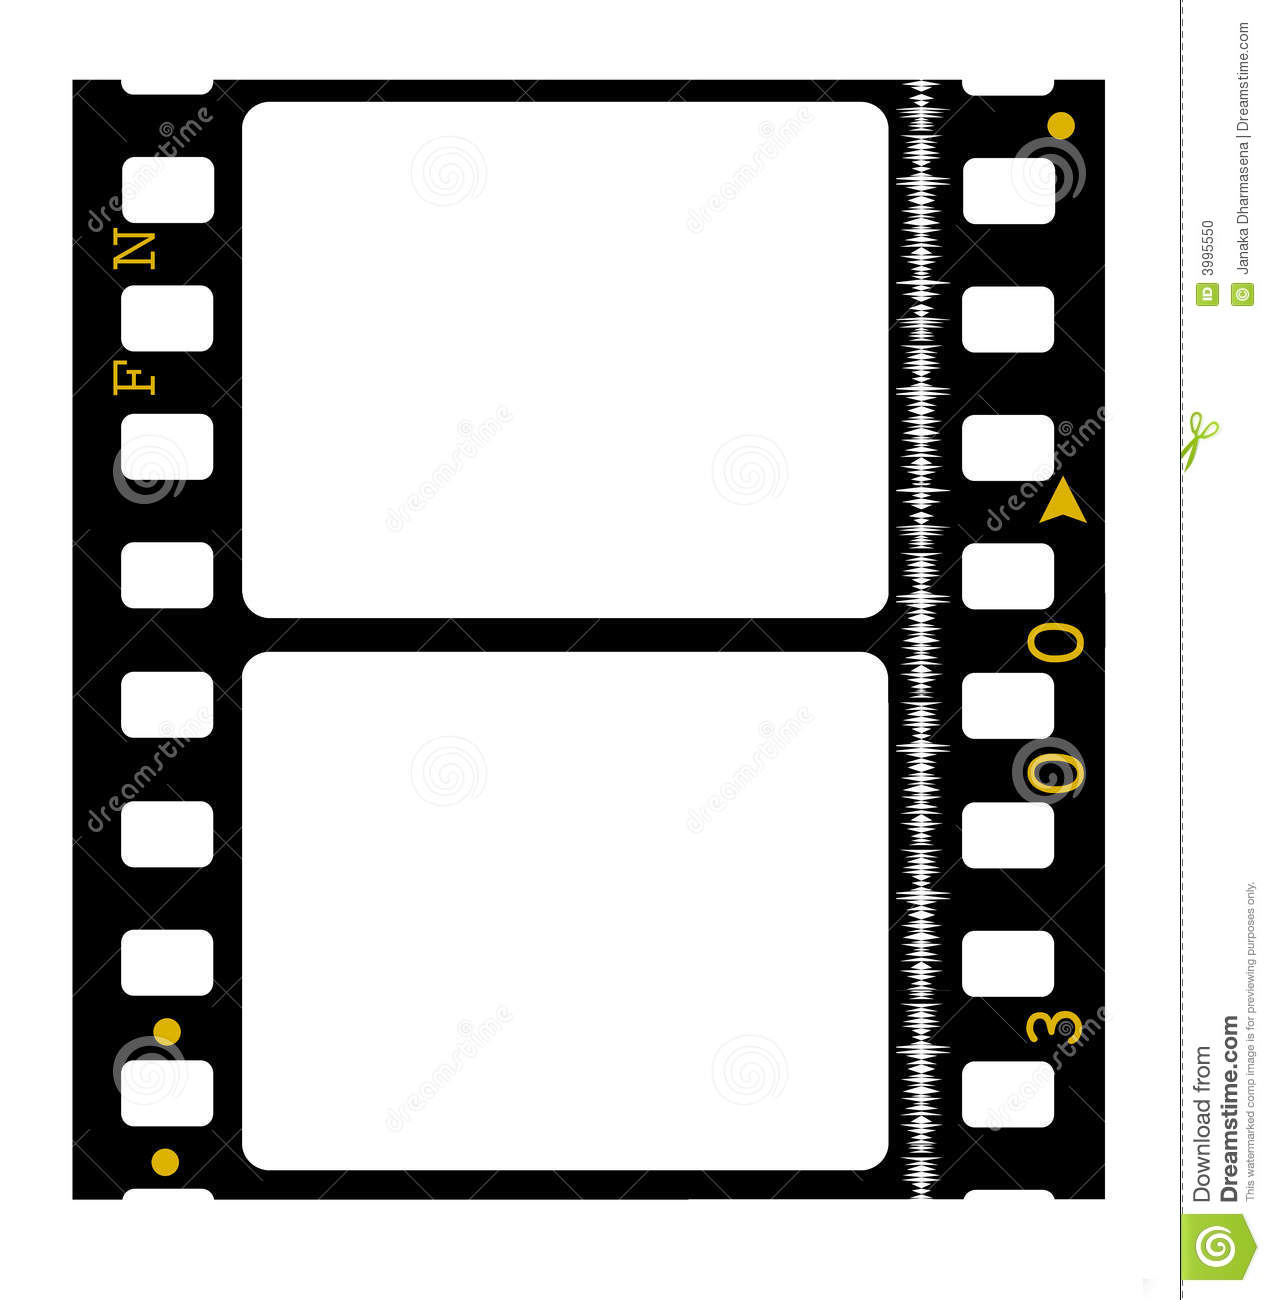 N
F
0
0
3
dreamstime
dreamstime
dreamstime
dreamstime
dreamstime
dreamstime
dreamstime
dreamstime
Download from
Dreamstime.com
This watermarked comp image is for previewing purposes only.
ID 3995550
© Janaka Dharmasena | Dreamstime.com